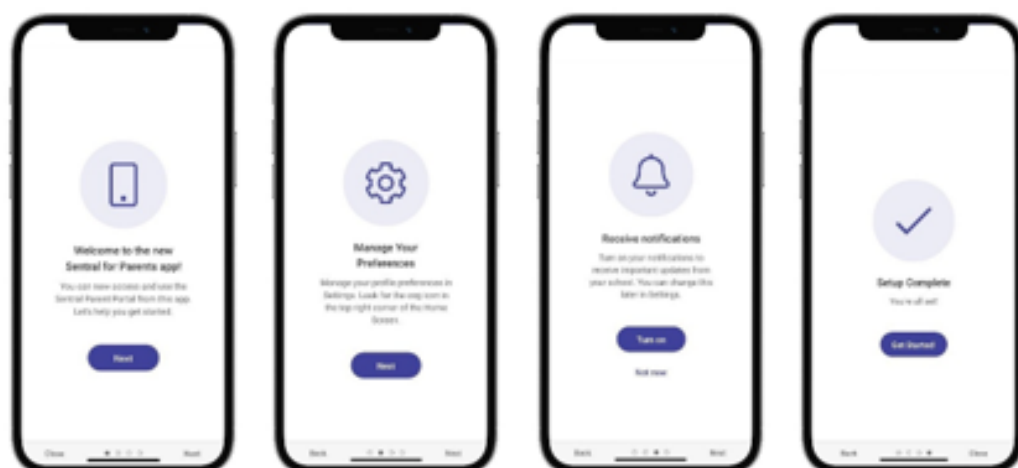 Welcome to the new
Sentral for Parents app!
You can now access and use the
Sentral Parent Portal from this app.
Let's help you get started.
Next
Close
Next
Manage Your
Preferences
Manage your profile preferences in
Settings. Look for the cog icon in
the top right corner of the Home
Screen.
Next
Back
Next
Receive notifications
Turn on your notifications to
receive important updates from
your school. You can change this
later in Settings.
Turn on
Not now
Back
Next
Setup Complete
You're all set!
Get Started
Back
Close